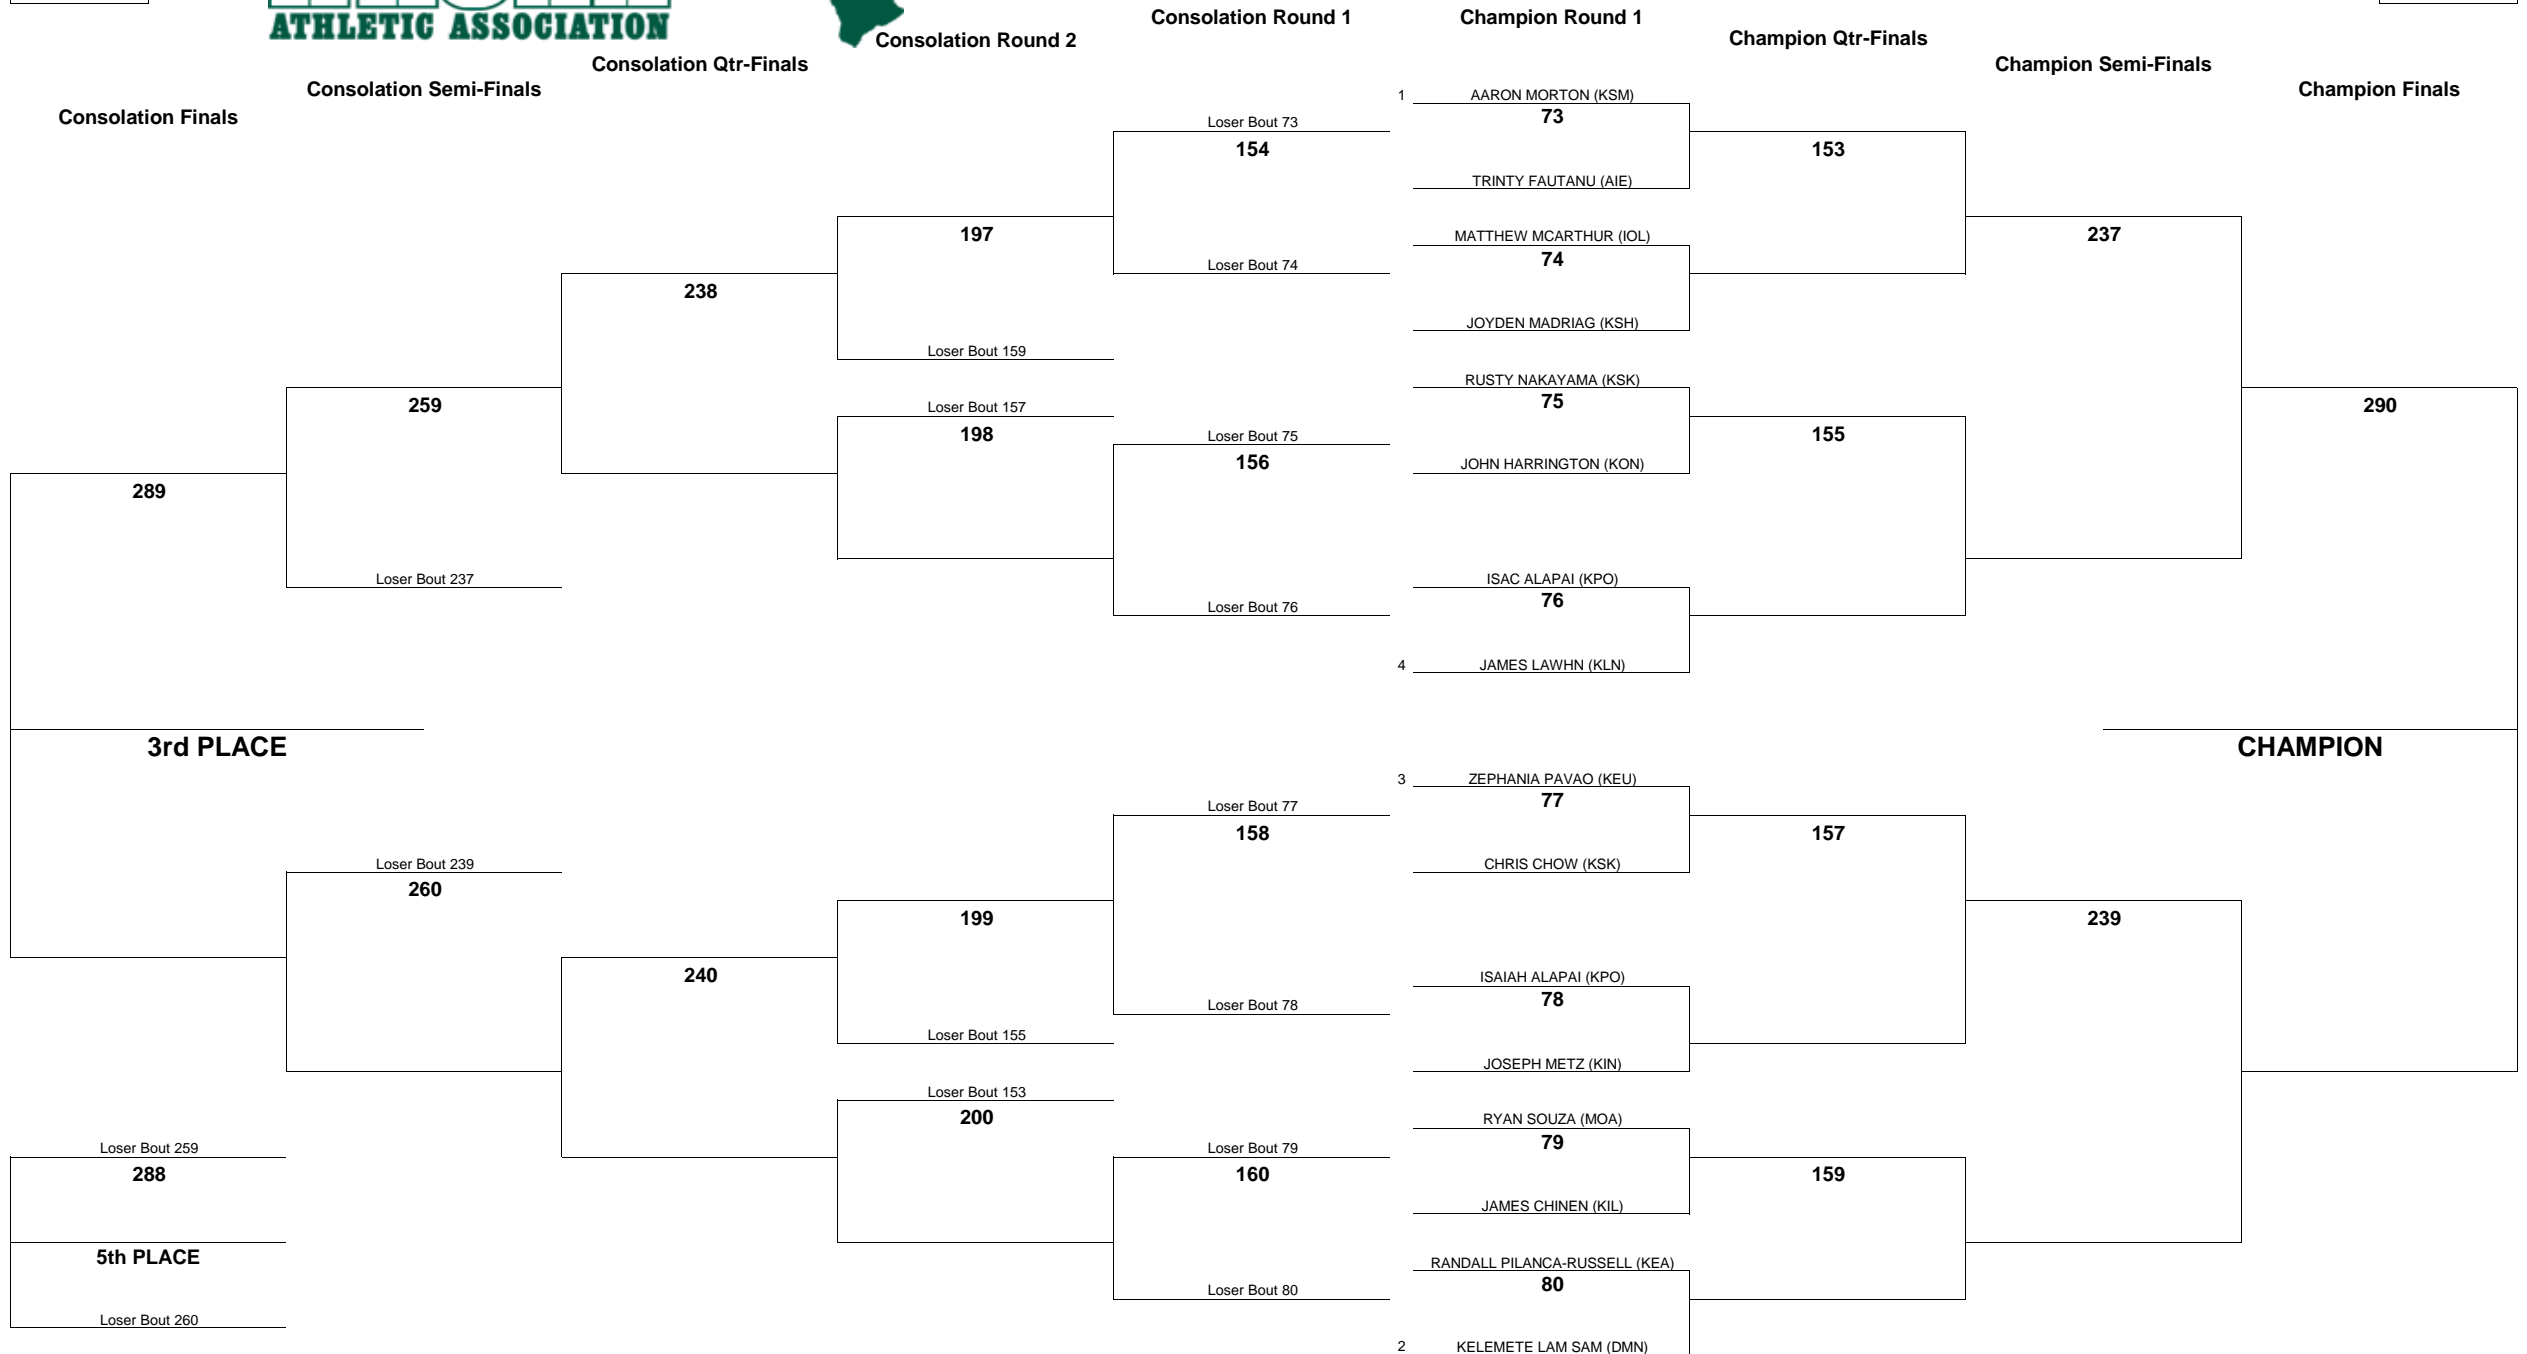 ATHLETIC ASSOCIATION
Consolation Round 1
Champion Round 1
Consolation Round 2
Champion Qtr-Finals
Consolation Qtr-Finals
Champion Semi-Finals
Consolation Semi-Finals
Champion Finals
Consolation Finals
1 AARON MORTON (KSM)
73
Loser Bout 73
154
153
TRINTY FAUTANU (AIE)
197
237
MATTHEW MCARTHUR (IOL)
74
Loser Bout 74
238
JOYDEN MADRIAG (KSH)
Loser Bout 159
RUSTY NAKAYAMA (KSK)
75
259
290
Loser Bout 157
198
Loser Bout 75
155
156
JOHN HARRINGTON (KON)
289
Loser Bout 237
ISAC ALAPAI (KPO)
76
Loser Bout 76
4 JAMES LAWHN (KLN)
3rd PLACE
CHAMPION
3 ZEPHANIA PAVAO (KEU)
77
Loser Bout 77
158
157
Loser Bout 239
260
CHRIS CHOW (KSK)
199
239
240
ISAIAH ALAPAI (KPO)
78
Loser Bout 78
Loser Bout 155
JOSEPH METZ (KIN)
Loser Bout 153
200
RYAN SOUZA (MOA)
79
Loser Bout 259
288
Loser Bout 79
160
159
JAMES CHINEN (KIL)
5th PLACE
RANDALL PILANCA-RUSSELL (KEA)
80
Loser Bout 80
Loser Bout 260
2 KELEMETE LAM SAM (DMN)